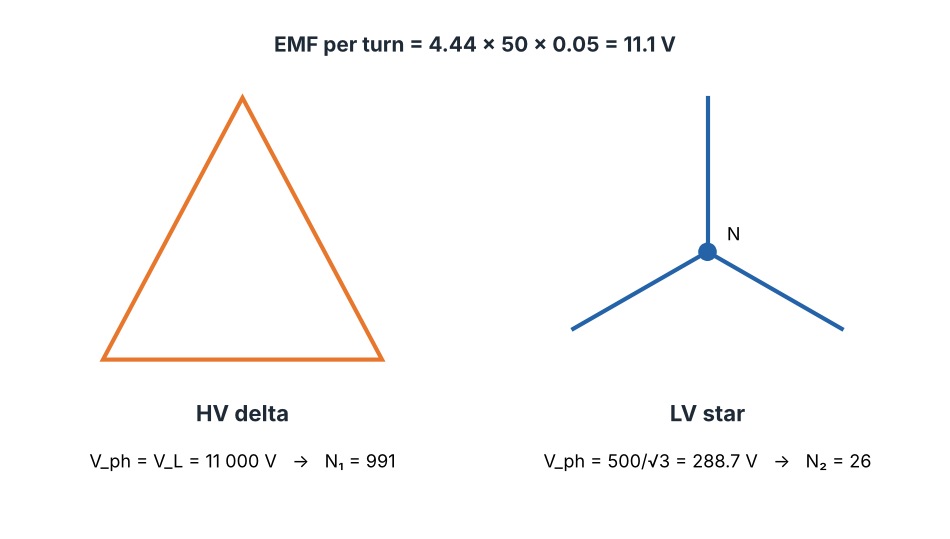 EMF per turn = 4.44 × 50 × 0.05 = 11.1 V
N
HV delta
LV star
V_ph = V_L = 11 000 V → N₁ = 991
V_ph = 500/√3 = 288.7 V → N₂ = 26